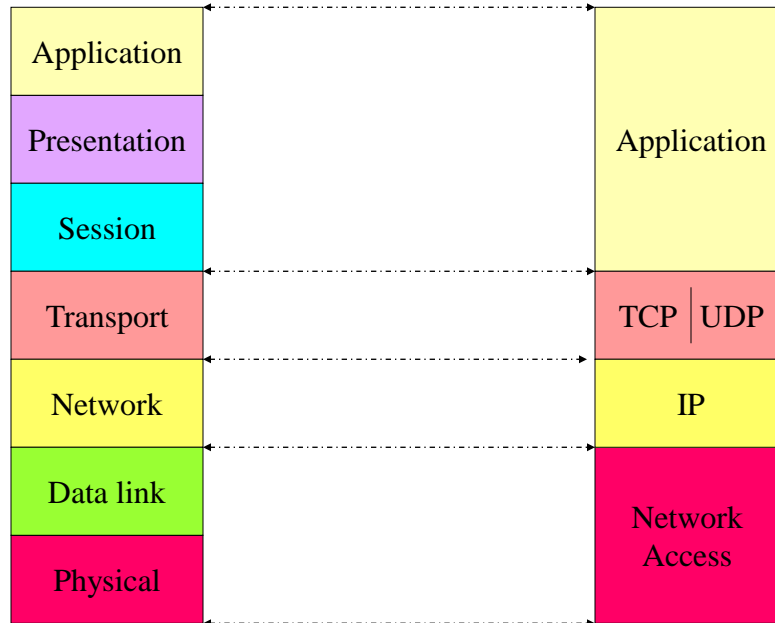 Application
Presentation
Session
Transport
Network
Data link
Physical
Application
TCP | UDP
IP
Network
Access